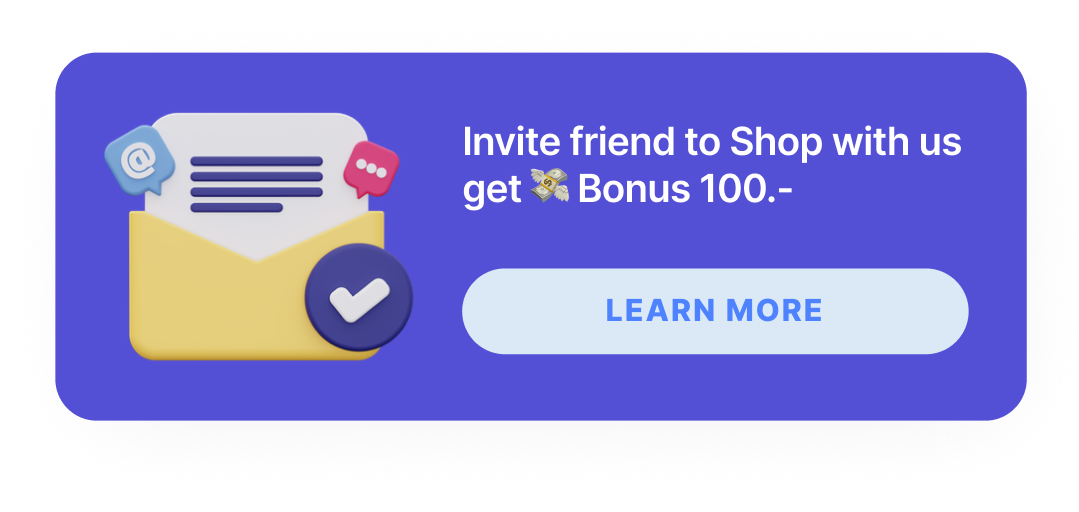 @
Invite friend to Shop with us
get 💸 Bonus 100.-
LEARN MORE